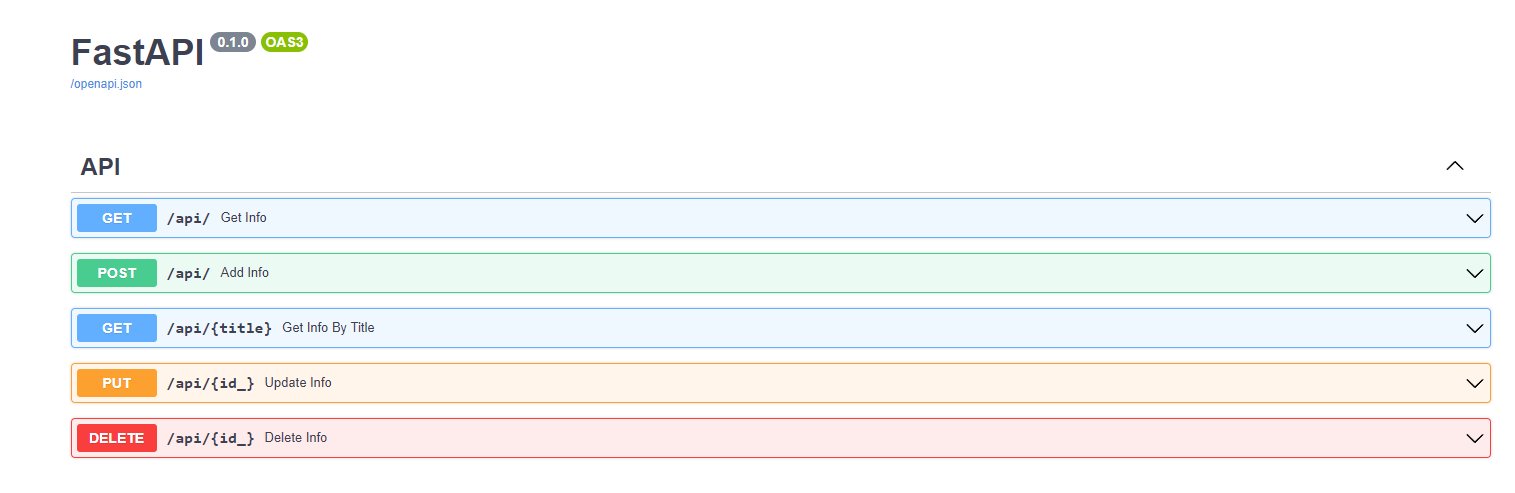 FastAPI 0.1.0 OAS3
/openapi.json
API
GET /api/ Get Info
POST /api/ Add Info
GET /api/{title} Get Info By Title
PUT /api/{id_} Update Info
DELETE /api/{id_} Delete Info